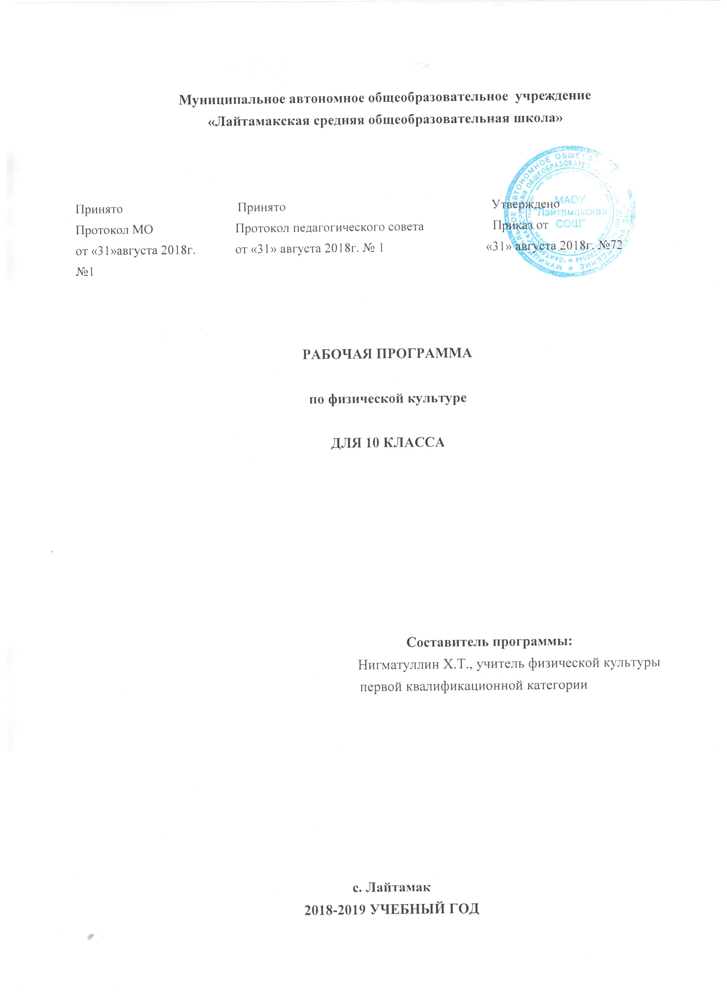 Муниципальное автономное общеобразовательное учреждение
«Лайтамакская средняя общеобразовательная школа»
Принято
Протокол МО
от «31»августа 2018г.
№1
Принято
Протокол педагогического совета
от «31» августа 2018г. № 1
Утверждено
Приказ от
«31» августа 2018г. №72
МАОУ
"Лайтамакская
СОШ"
РАБОЧАЯ ПРОГРАММА
по физической культуре
ДЛЯ 10 КЛАССА
Составитель программы:
Нигматуллин Х.Т., учитель физической культуры
первой квалификационной категории
с. Лайтамак
2018-2019 УЧЕБНЫЙ ГОД